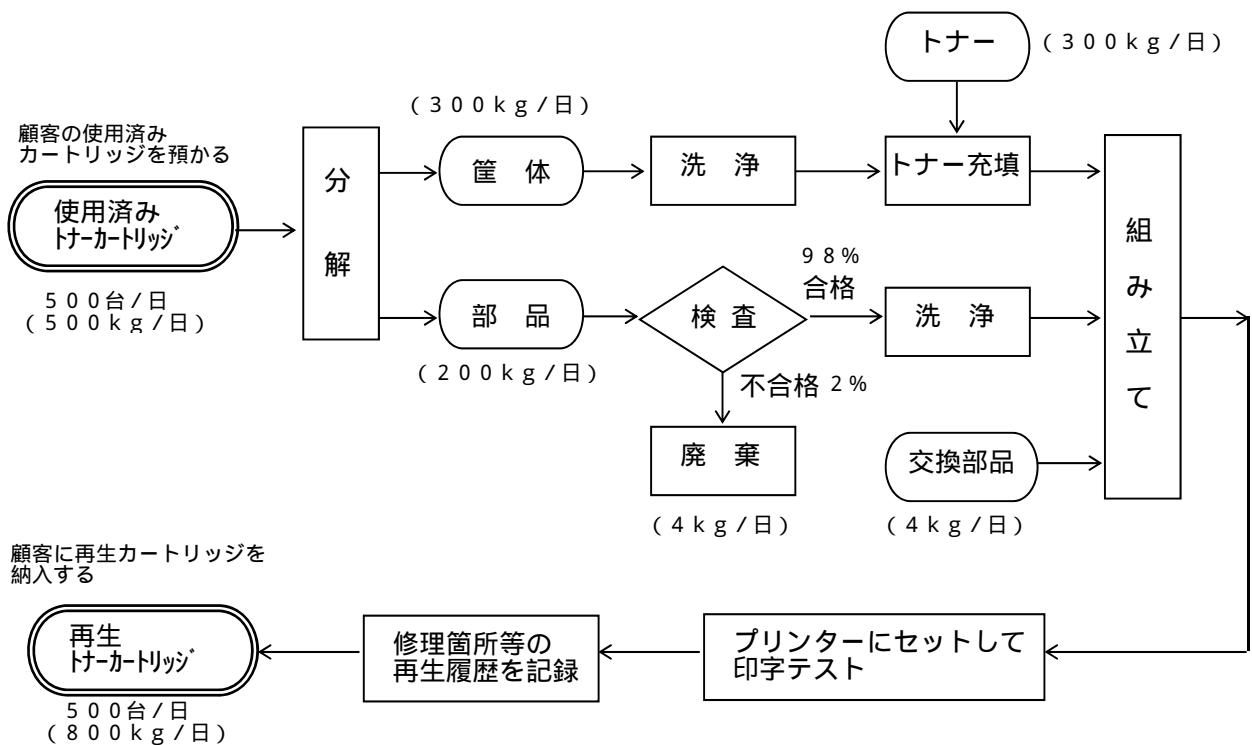 トナー
(300kg/日)
(300kg/日)
顧客の使用済み
カートリッジを預かる
使用済み
ﾄﾅｰｶｰﾄﾘｯｼﾞ
500台/日
(500kg/日)
分解
筐 体
洗 浄
トナー充填
部 品
(200kg/日)
検 査
98%
合格
洗 浄
不合格 2%
廃 棄
(4kg/日)
交換部品
(4kg/日)
組み立て
顧客に再生カートリッジを
納入する
再生
ﾄﾅｰｶｰﾄﾘｯｼﾞ
500台/日
(800kg/日)
修理箇所等の
再生履歴を記録
プリンターにセットして
印字テスト